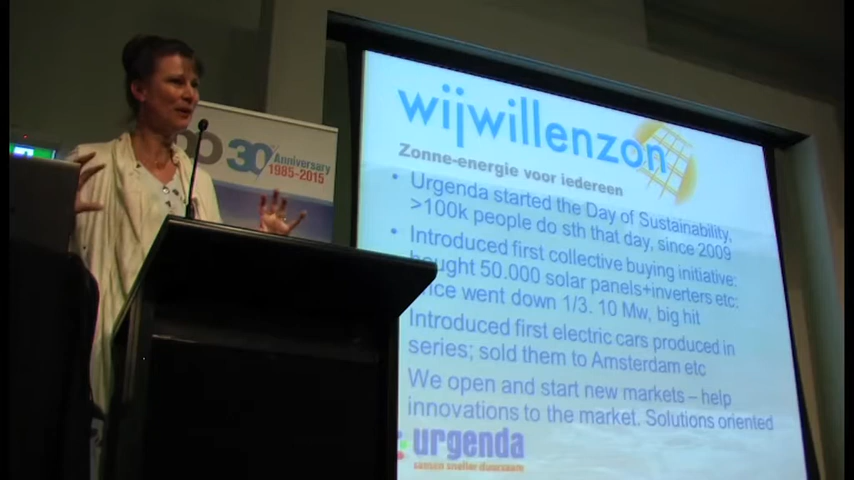 30
Anniversary
1985-2015
wijwillenzon
Zonne-energie voor iedereen
• Urgenda started the Day of Sustainability,
>100K people do sth that day, since 2009
• Introduced first collective buying initiative:
bought 50.000 solar panels+inverters etc:
went down 1/3. 10 Mw, big hit
Introduced first electric cars produced in
series; sold them to Amsterdam etc
We open and start new markets – help
innovations to the market, Solutions oriented
urgenda
samen sneller duurzaam